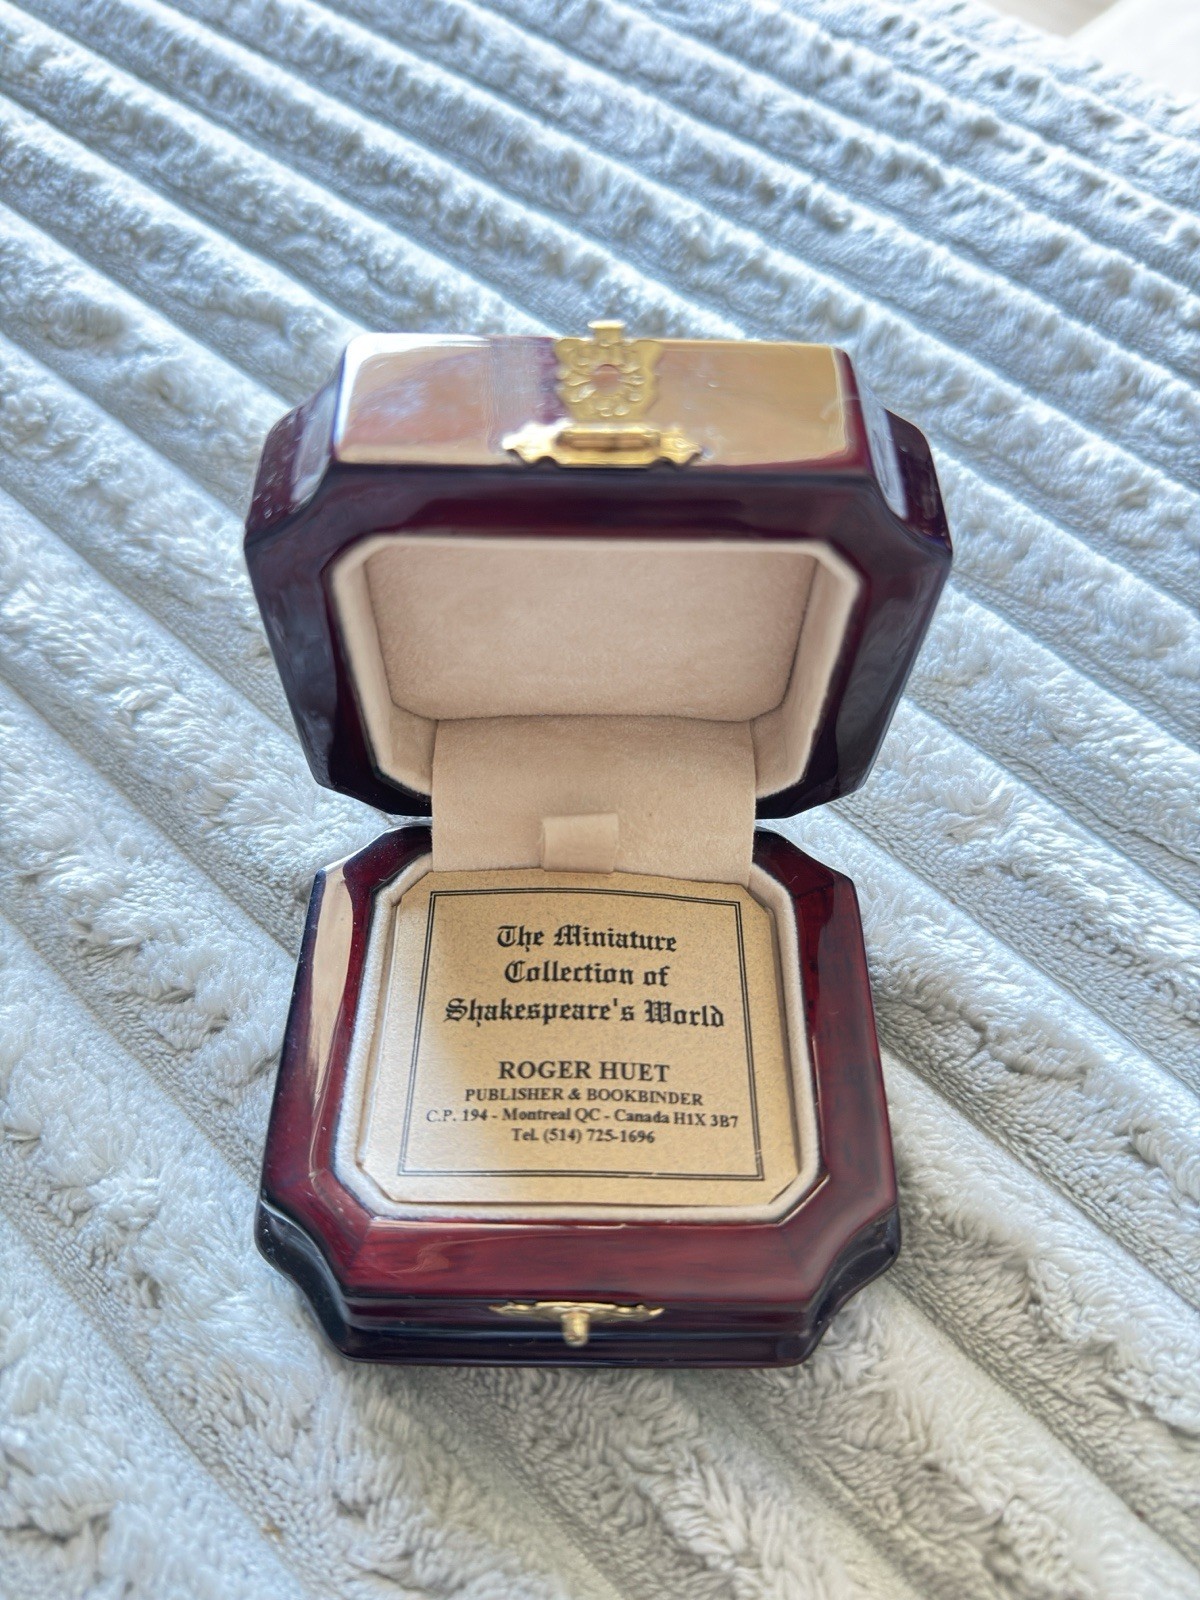 The Miniature
Collection of
Shakespeare's World
ROGER HUET
PUBLISHER & BOOKBINDER
C.P. 194 - Montreal QC - Canada H1X 3B7
Tel. (514) 725-1696